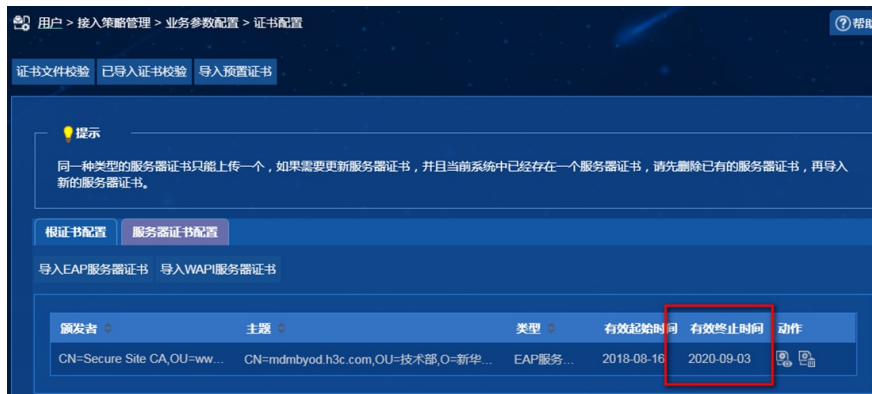 用户 > 接入策略管理 > 业务参数配置 > 证书配置
帮助
证书文件校验 已导入证书校验 导入预置证书
提示
同一种类型的服务器证书只能上传一个，如果需要更新服务器证书，并且当前系统中已经存在一个服务器证书，请先删除已有的服务器证书，再导入
新的服务器证书。
根证书配置 服务器证书配置
导入EAP服务器证书 导入WAPI服务器证书
颁发者 主题 类型 有效起始时间 有效终止时间 动作
CN=Secure Site CA,OU=ww... CN=mdmbyod.h3c.com,OU=技术部,O=新华... EAP服务... 2018-08-16 2020-09-03